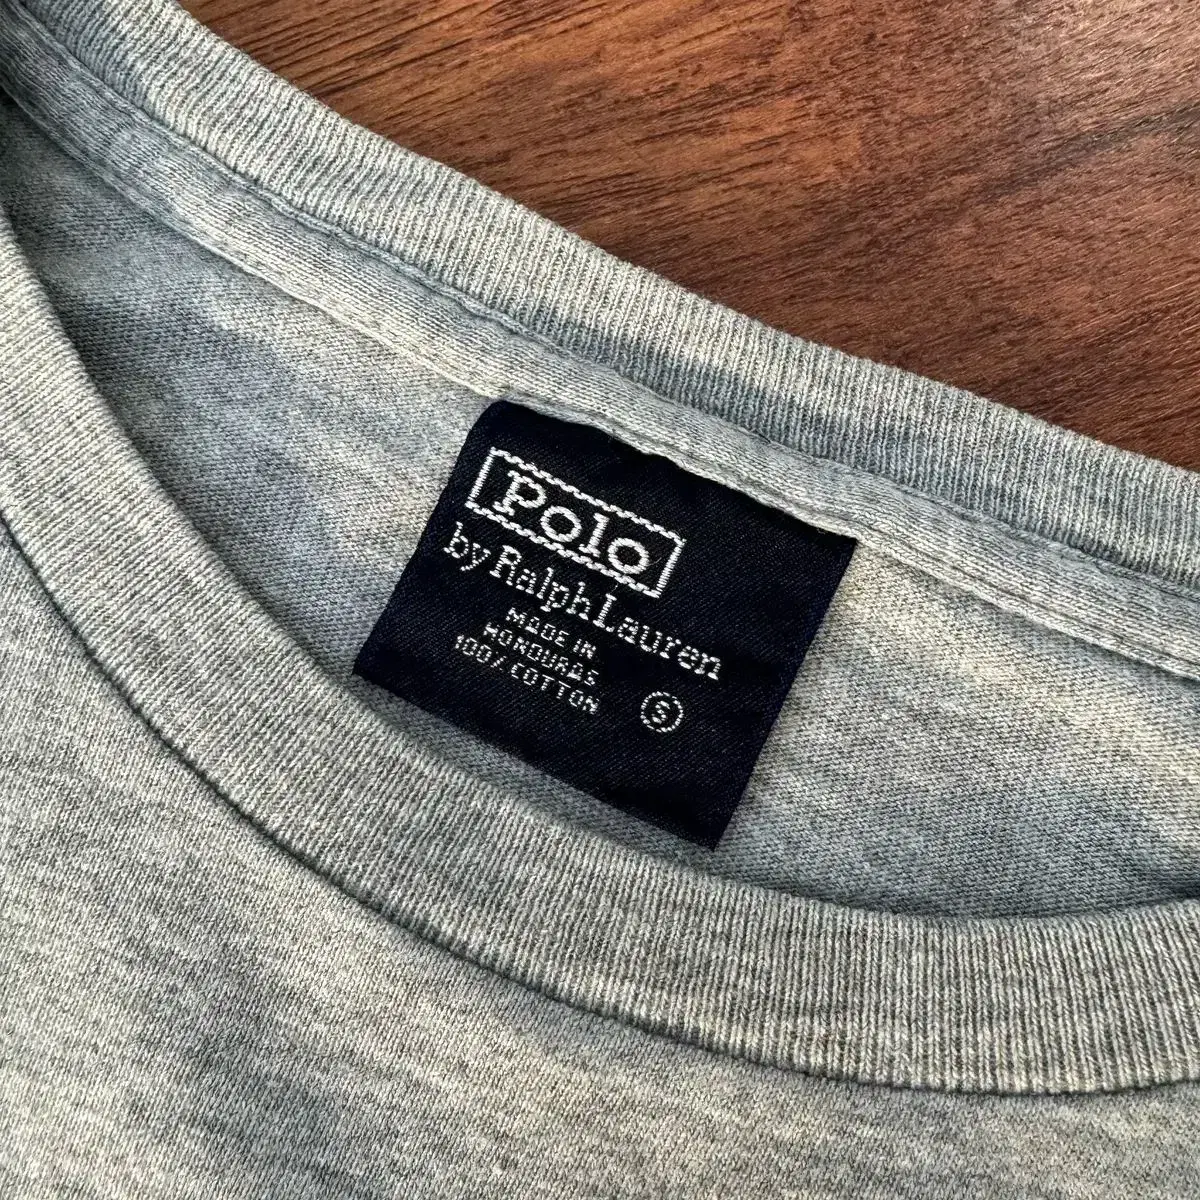 Polo
by Ralph Lauren
MADE IN
HONDURAS
100% COTTON
S